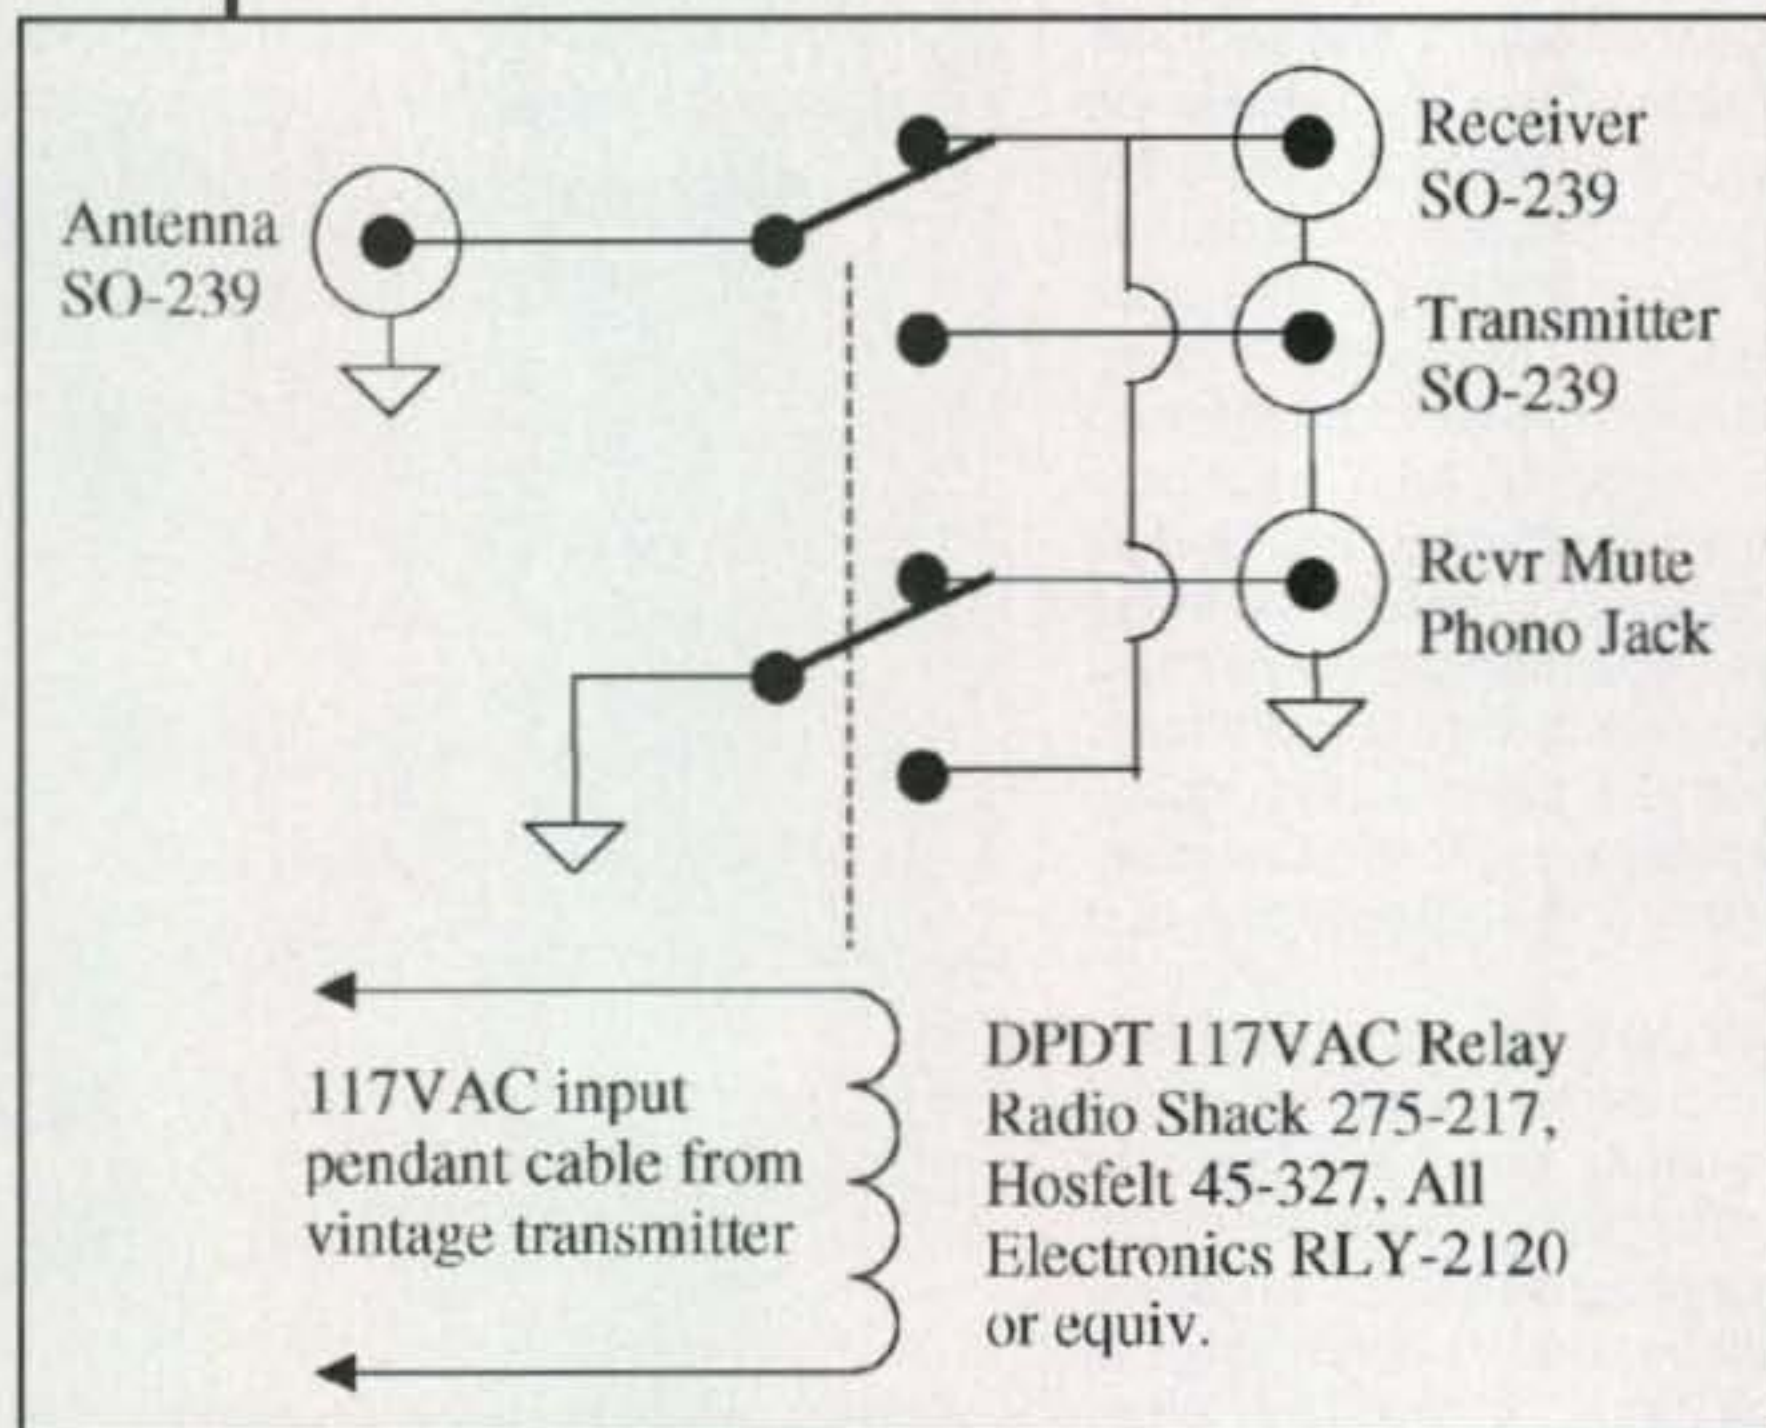 Receiver
SO-239
Antenna
SO-239
Transmitter
SO-239
Rcvr Mute
Phono Jack
117VAC input
pendant cable from
vintage transmitter
DPDT 117VAC Relay
Radio Shack 275-217,
Hosfelt 45-327, All
Electronics RLY-2120
or equiv.